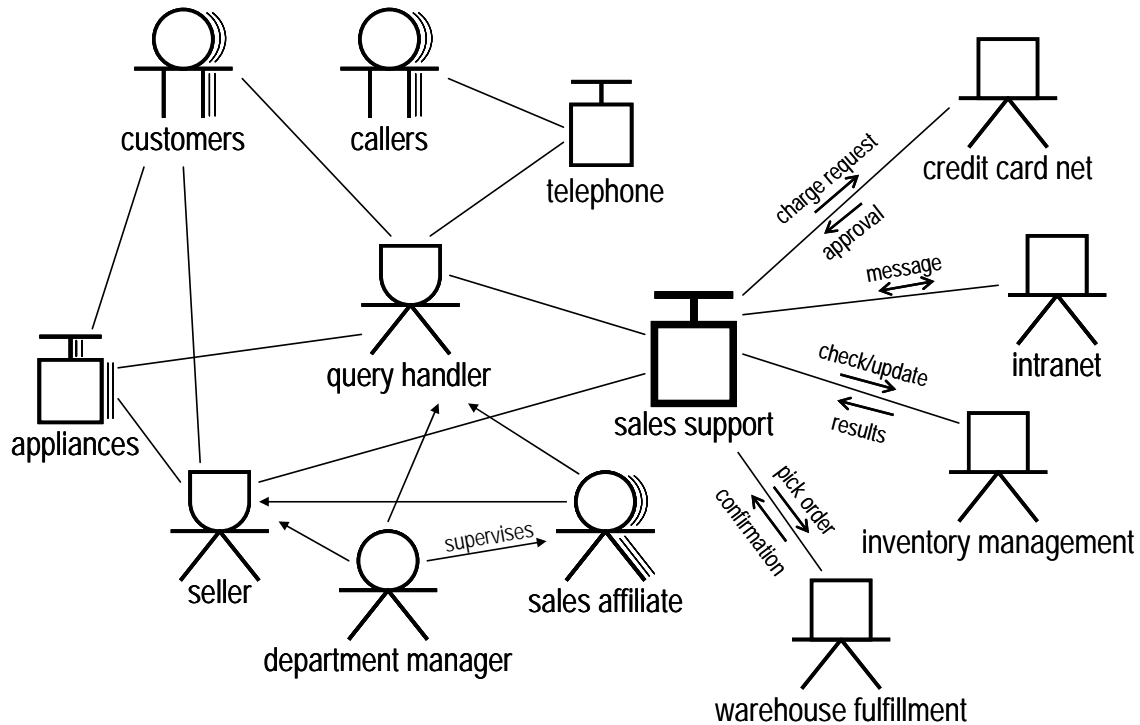 customers
callers
telephone
credit card net
charge request
approval
message
intranet
query handler
sales support
check/update
results
appliances
seller
supervises
sales affiliate
department manager
pick order
confirmation
inventory management
warehouse fulfillment